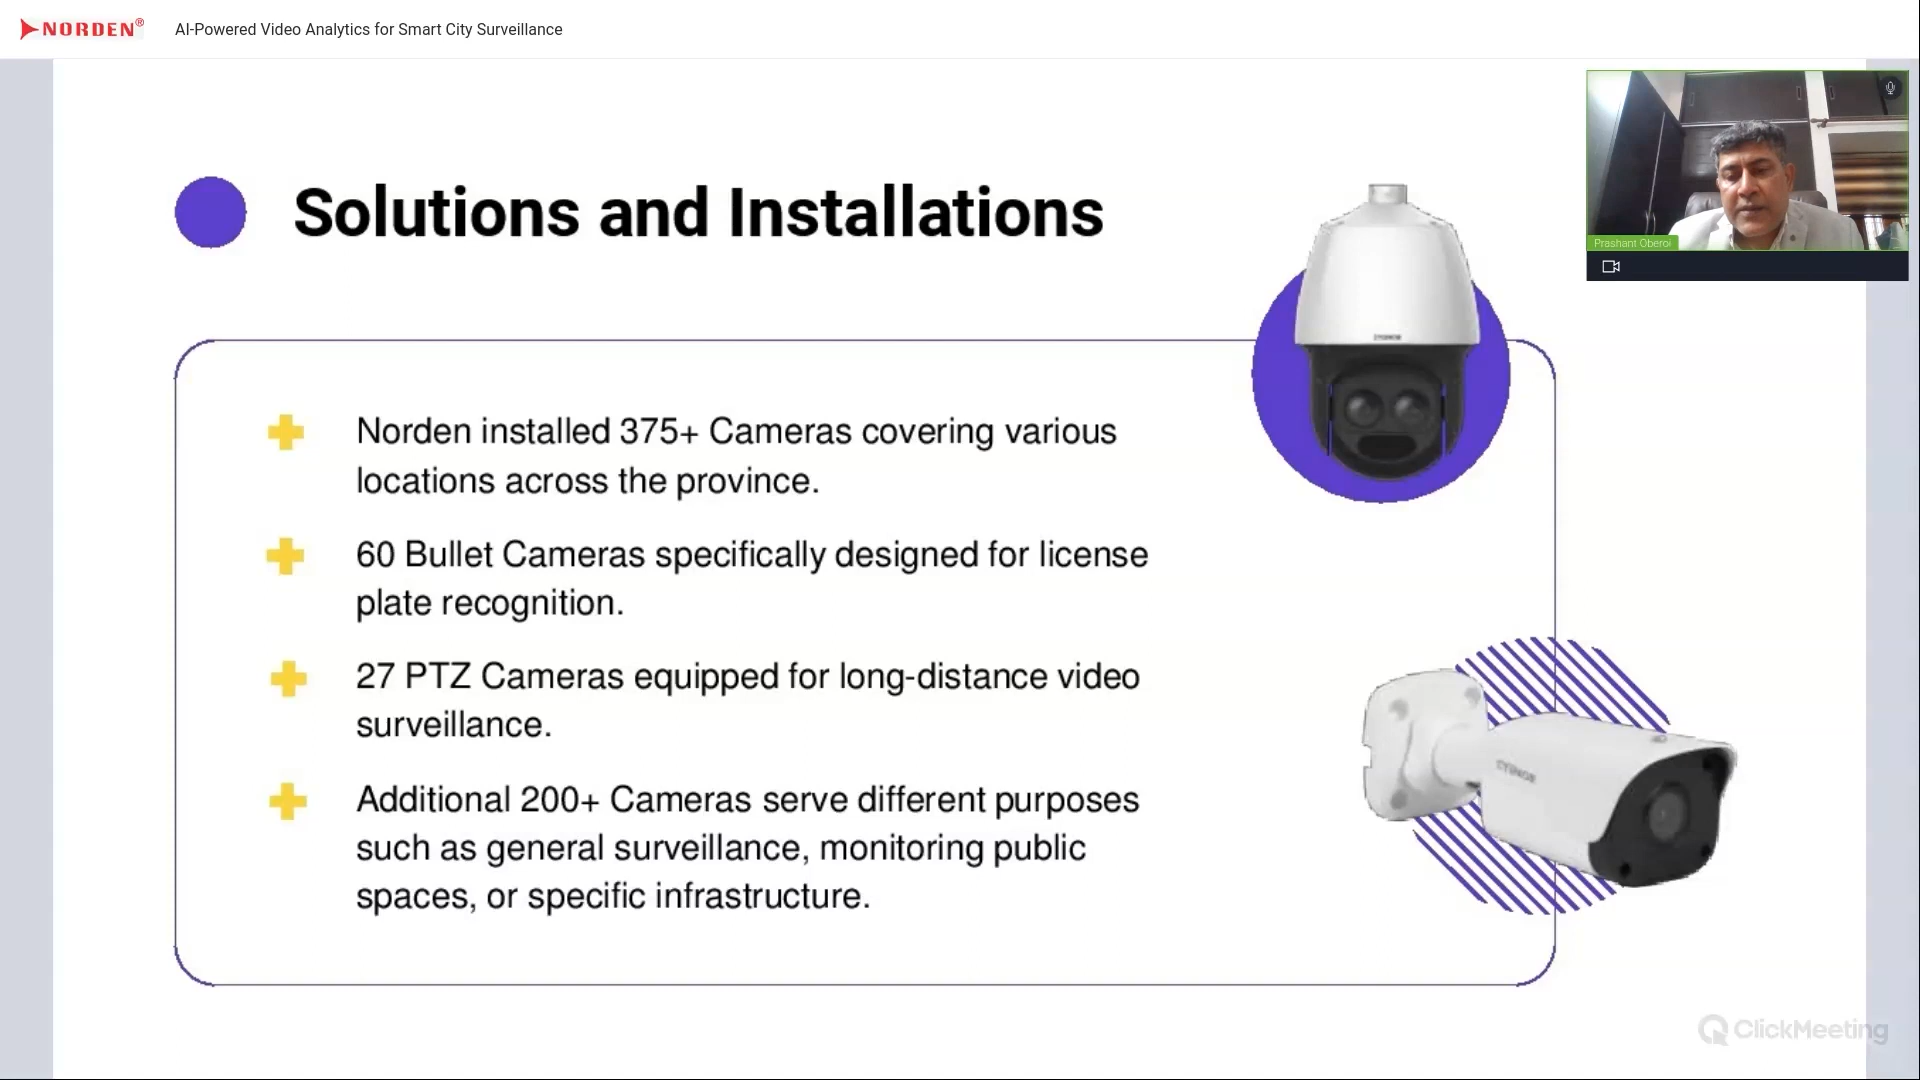 NORDEN®
AI-Powered Video Analytics for Smart City Surveillance
Prashant Oberoi
Solutions and Installations
Norden installed 375+ Cameras covering various
locations across the province.
60 Bullet Cameras specifically designed for license
plate recognition.
27 PTZ Cameras equipped for long-distance video
surveillance.
Additional 200+ Cameras serve different purposes
such as general surveillance, monitoring public
spaces, or specific infrastructure.
ClickMeeting